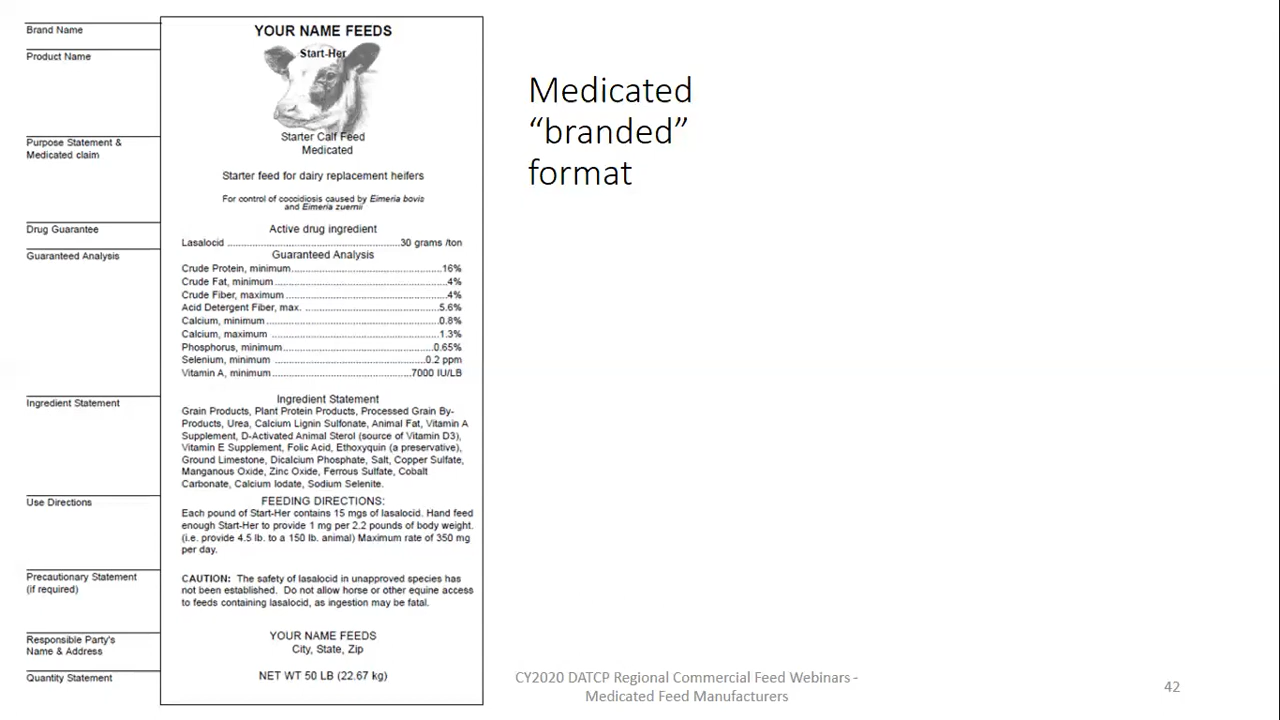 Brand Name
Product Name
Purpose Statement &
Medicated claim
Drug Guarantee
Guaranteed Analysis
Ingredient Statement
Use Directions
Precautionary Statement
(if required)
Responsible Party's
Name & Address
Quantity Statement
YOUR NAME FEEDS
Start-Her
Starter Calf Feed
Medicated
Starter feed for dairy replacement heifers
For control of coccidiosis caused by Eimeria bovis
and Eimeria zuernii
Active drug ingredient
Lasalocid ................................................30 grams /ton
Guaranteed Analysis
Crude Protein, minimum..........................................16%
Crude Fat, minimum................................................4%
Crude Fiber, maximum.............................................4%
Acid Detergent Fiber, max. .....................................5.6%
Calcium, minimum................................................0.8%
Calcium, maximum ...............................................1.3%
Phosphorus, minimum..........................................0.65%
Selenium, minimum ...........................................0.2 ppm
Vitamin A, minimum.......................................7000 IU/LB
Ingredient Statement
Grain Products, Plant Protein Products, Processed Grain By-
Products, Urea, Calcium Lignin Sulfonate, Animal Fat, Vitamin A
Supplement, D-Activated Animal Sterol (source of Vitamin D3),
Vitamin E Supplement, Folic Acid, Ethoxyquin (a preservative),
Ground Limestone, Dicalcium Phosphate, Salt, Copper Sulfate,
Manganous Oxide, Zinc Oxide, Ferrous Sulfate, Cobalt
Carbonate, Calcium Iodate, Sodium Selenite.
FEEDING DIRECTIONS:
Each pound of Start-Her contains 15 mgs of lasalocid. Hand feed
enough Start-Her to provide 1 mg per 2.2 pounds of body weight.
(i.e. provide 4.5 lb. to a 150 lb. animal) Maximum rate of 350 mg
per day.
CAUTION: The safety of lasalocid in unapproved species has
not been established. Do not allow horse or other equine access
to feeds containing lasalocid, as ingestion may be fatal.
YOUR NAME FEEDS
City, State, Zip
NET WT 50 LB (22.67 kg)
Medicated
“branded”
format
CY2020 DATCP Regional Commercial Feed Webinars -
Medicated Feed Manufacturers
42